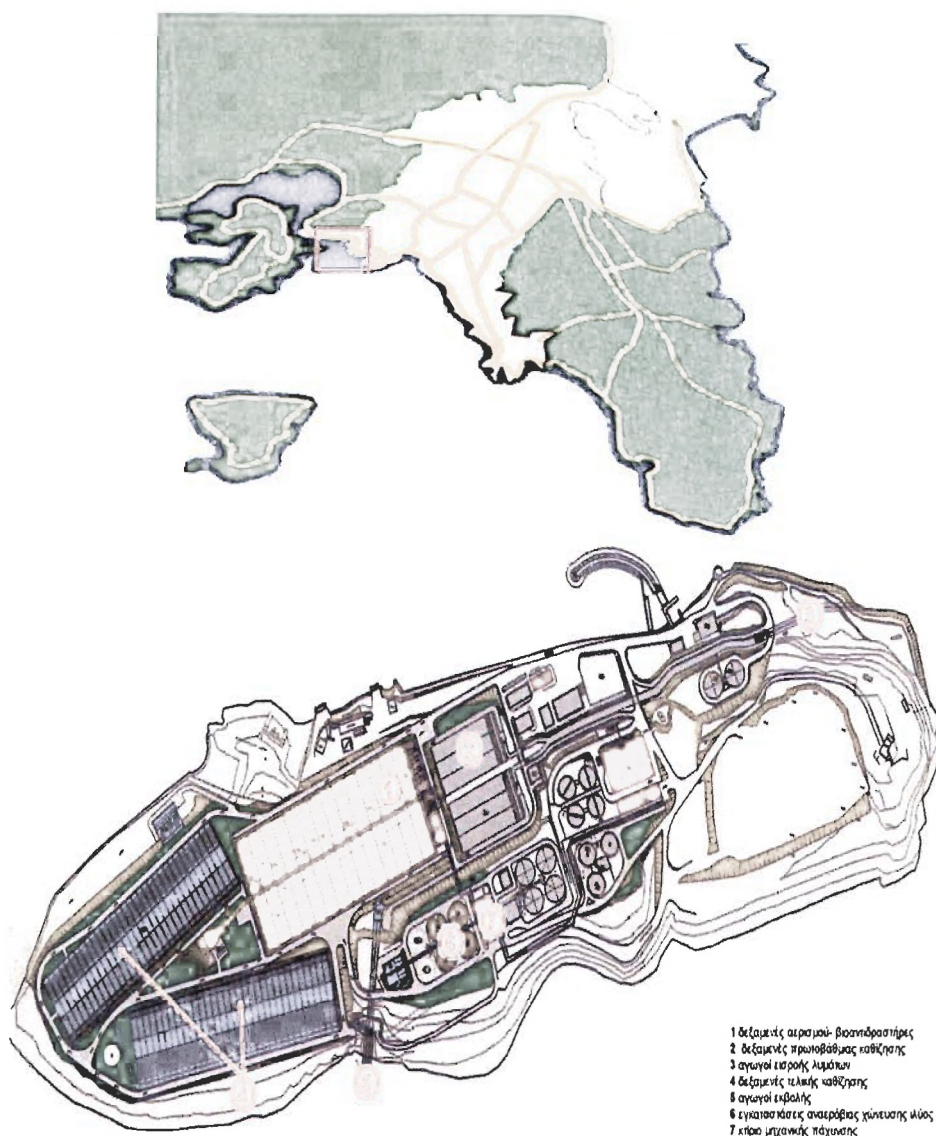 1 δεξαμενές αερισμού- βιοαντιδραστήρες
2 δεξαμενές πρωτοβάθμιας καθίζησης
3 αγωγοί εισροής λυμάτων
4 δεξαμενές τελικής καθίζησης
5 αγωγοί εκβολής
6 εγκαταστάσεις αναερόβιας χώνευσης ιλύος
7 κτίριο μηχανικής πάχυνσης